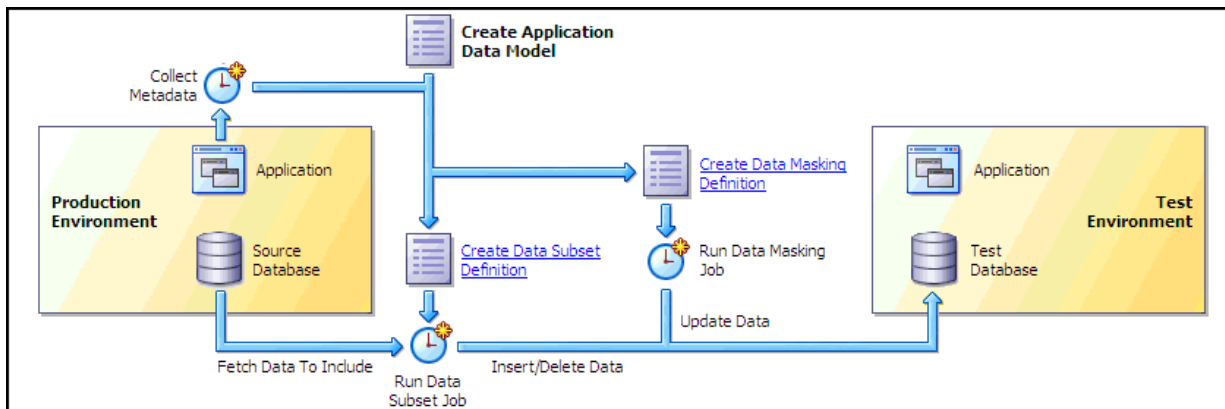 Create Application
Data Model
Collect
Metadata
Application
Production
Environment
Source
Database
Create Data Masking
Definition
Create Data Subset
Definition
Run Data Masking
Job
Application
Test
Environment
Test
Database
Update Data
Fetch Data To Include
Insert/Delete Data
Run Data
Subset Job